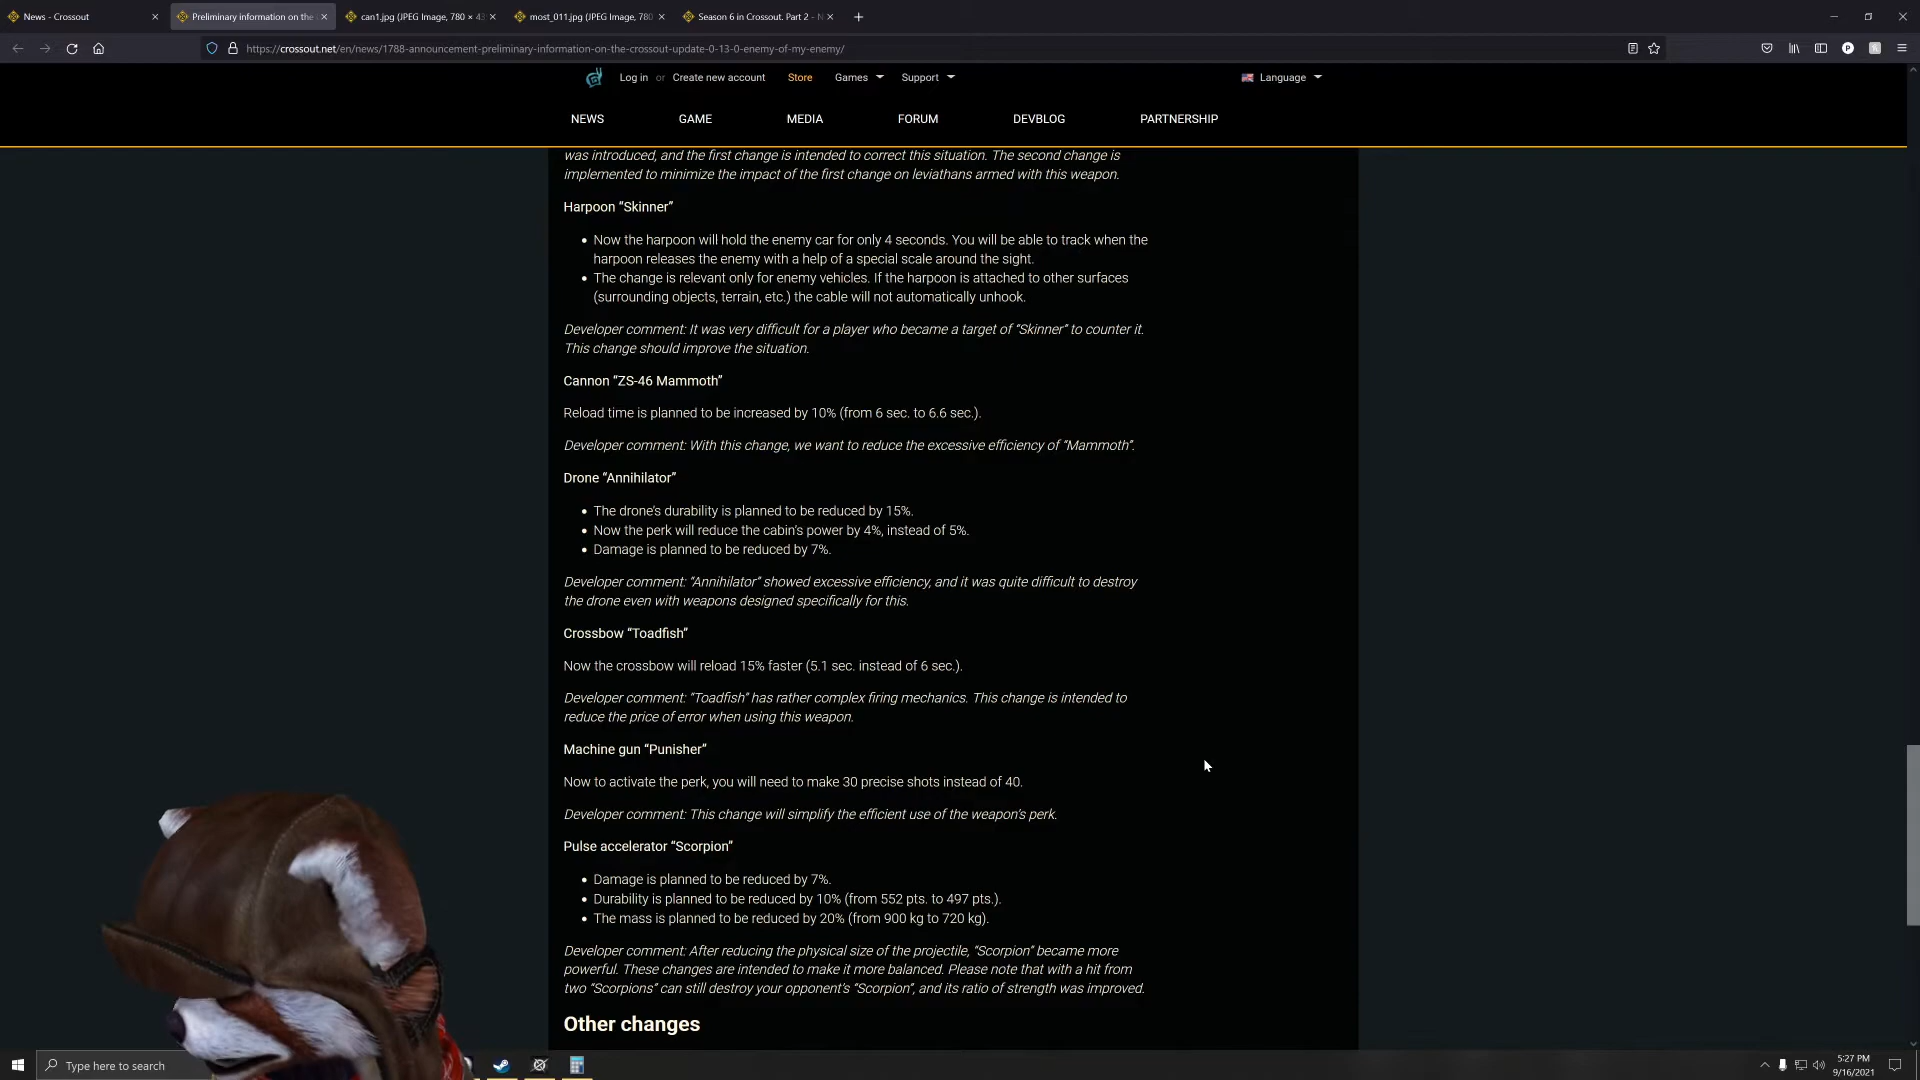 News - Crossout
Preliminary information on the
can1.jpg (JPEG Image, 780 × 43
most_011.jpg (JPEG Image, 780
Season 6 in Crossout. Part 2 - N
https://crossout.net/en/news/1788-announcement-preliminary-information-on-the-crossout-update-0-13-0-enemy-of-my-enemy/
Log in or Create new account Store Games Support Language
NEWS GAME MEDIA FORUM DEVBLOG PARTNERSHIP
was introduced, and the first change is intended to correct this situation. The second change is
implemented to minimize the impact of the first change on leviathans armed with this weapon.
Harpoon “Skinner”
• Now the harpoon will hold the enemy car for only 4 seconds. You will be able to track when the
harpoon releases the enemy with a help of a special scale around the sight.
• The change is relevant only for enemy vehicles. If the harpoon is attached to other surfaces
(surrounding objects, terrain, etc.) the cable will not automatically unhook.
Developer comment: It was very difficult for a player who became a target of “Skinner” to counter it.
This change should improve the situation.
Cannon “ZS-46 Mammoth”
Reload time is planned to be increased by 10% (from 6 sec. to 6.6 sec.).
Developer comment: With this change, we want to reduce the excessive efficiency of “Mammoth”.
Drone “Annihilator”
• The drone’s durability is planned to be reduced by 15%.
• Now the perk will reduce the cabin’s power by 4%, instead of 5%.
• Damage is planned to be reduced by 7%.
Developer comment: “Annihilator” showed excessive efficiency, and it was quite difficult to destroy
the drone even with weapons designed specifically for this.
Crossbow “Toadfish”
Now the crossbow will reload 15% faster (5.1 sec. instead of 6 sec.).
Developer comment: “Toadfish” has rather complex firing mechanics. This change is intended to
reduce the price of error when using this weapon.
Machine gun “Punisher”
Now to activate the perk, you will need to make 30 precise shots instead of 40.
Developer comment: This change will simplify the efficient use of the weapon’s perk.
Pulse accelerator “Scorpion”
• Damage is planned to be reduced by 7%.
• Durability is planned to be reduced by 10% (from 552 pts. to 497 pts.).
• The mass is planned to be reduced by 20% (from 900 kg to 720 kg).
Developer comment: After reducing the physical size of the projectile, “Scorpion” became more
powerful. These changes are intended to make it more balanced. Please note that with a hit from
two “Scorpions” can still destroy your opponent’s “Scorpion”, and its ratio of strength was improved.
Other changes
Type here to search
5:27 PM
9/16/2021